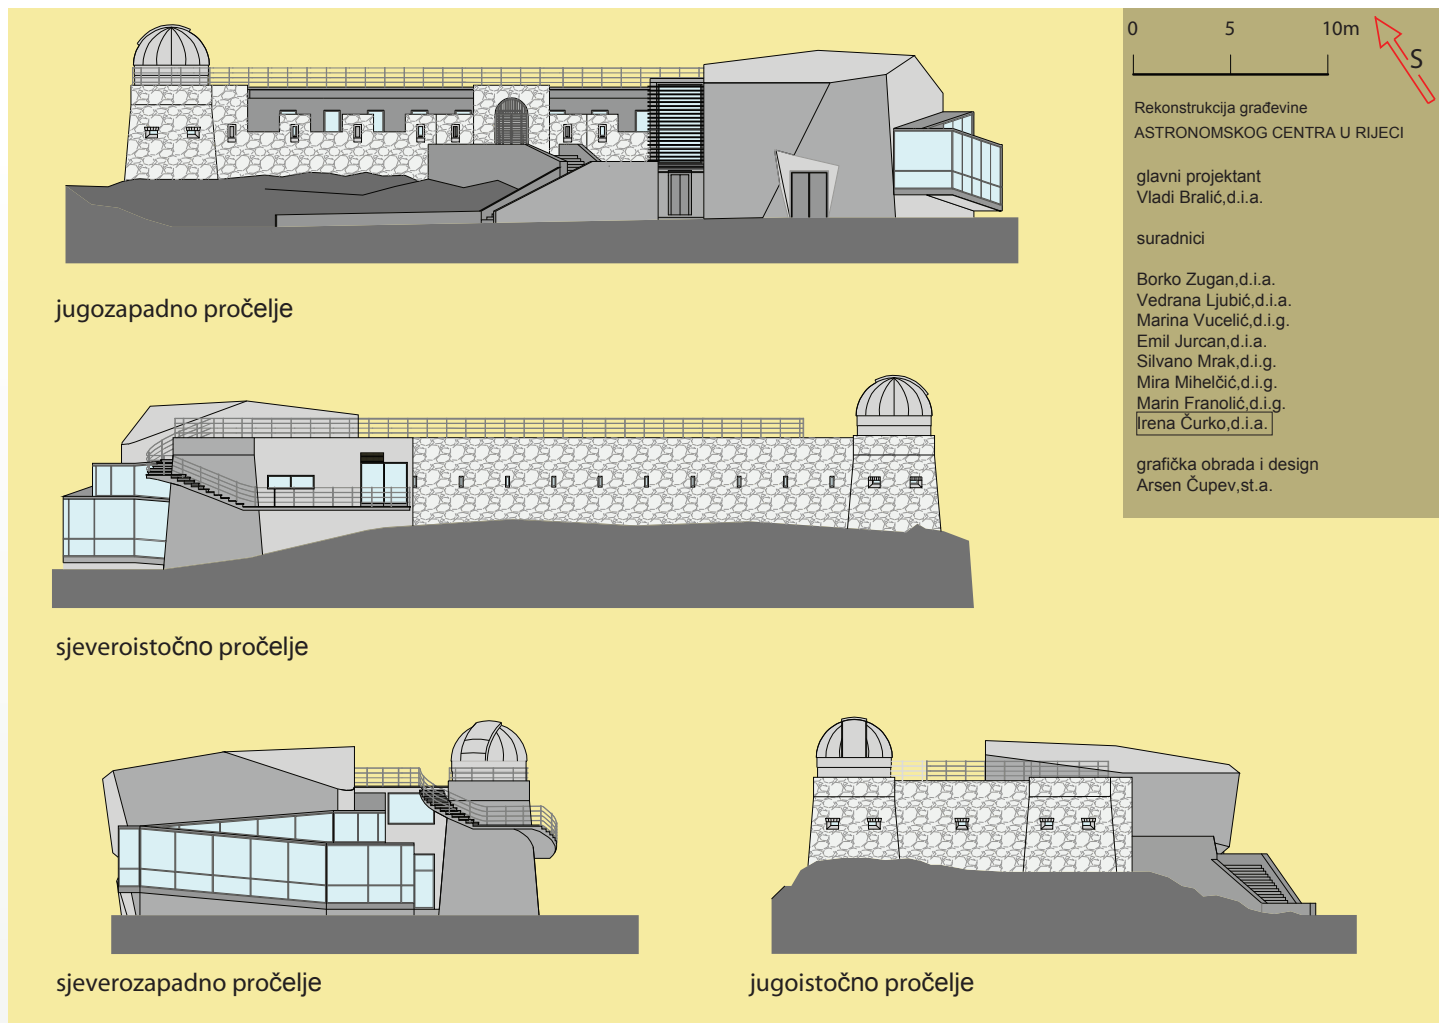 0 5 10m
S
Rekonstrukcija građevine
ASTRONOMSKOG CENTRA U RIJECI
glavni projektant
Vladi Bralić,d.i.a.
suradnici
Borko Zugan,d.i.a.
Vedrana Ljubić,d.i.a.
Marina Vucelić,d.i.g.
Emil Jurcan,d.i.a.
Silvano Mrak,d.i.g.
Mira Mihelčić,d.i.g.
Marin Franolić,d.i.g.
Irena Čurko,d.i.a.
grafička obrada i design
Arsen Čupev,st.a.
jugozapadno pročelje
sjeveroistočno pročelje
sjeverozapadno pročelje
jugoistočno pročelje